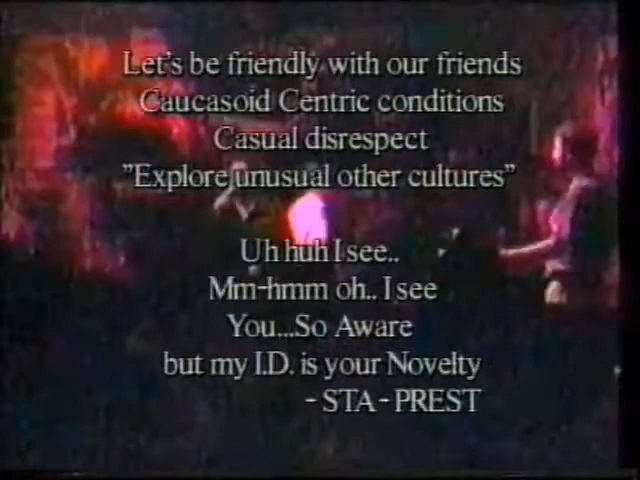 Let's be friendly with our friends
Caucasoid Centric conditions
Casual disrespect
"Explore unusual other cultures"
Uh huh I see..
Mm-hmm oh.. I see
You...So Aware
but my I.D. is your Novelty
- STA-PREST